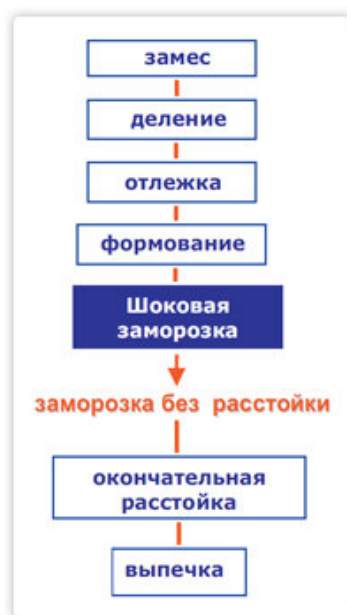 замес
деление
отлежка
формование
Шоковая
заморозка
заморозка без расстойки
окончательная
расстойка
выпечка